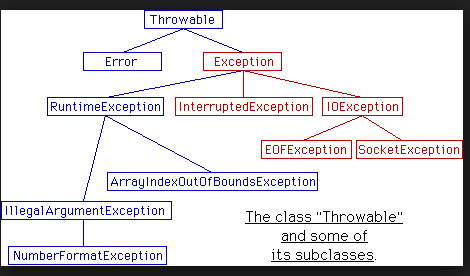 Throwable
Error
Exception
RuntimeException
InterruptedException
IOException
EOFException
SocketException
ArrayIndexOutOfBoundsException
IllegalArgumentException
NumberFormatException
The class "Throwable"
and some of
its subclasses.